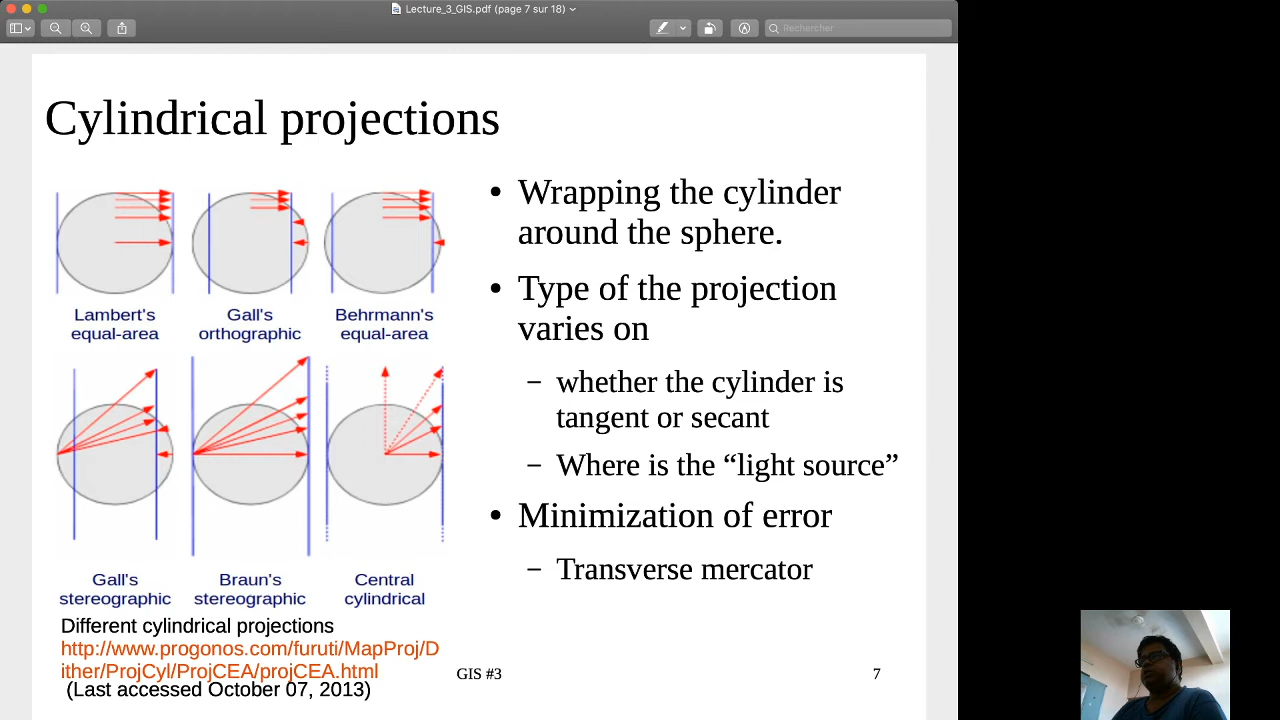 Lecture_3_GIS.pdf (page 7 sur 18)
Rechercher
Cylindrical projections
Lambert's
equal-area
Gall's
orthographic
Behrmann's
equal-area
Gall's
stereographic
Braun's
stereographic
Central
cylindrical
Different cylindrical projections
http://www.progonos.com/furuti/MapProj/D
ither/ProjCyl/ProjCEA/projCEA.html
(Last accessed October 07, 2013)
• Wrapping the cylinder
around the sphere.
• Type of the projection
varies on
– whether the cylinder is
tangent or secant
– Where is the “light source”
• Minimization of error
– Transverse mercator
GIS #3
7